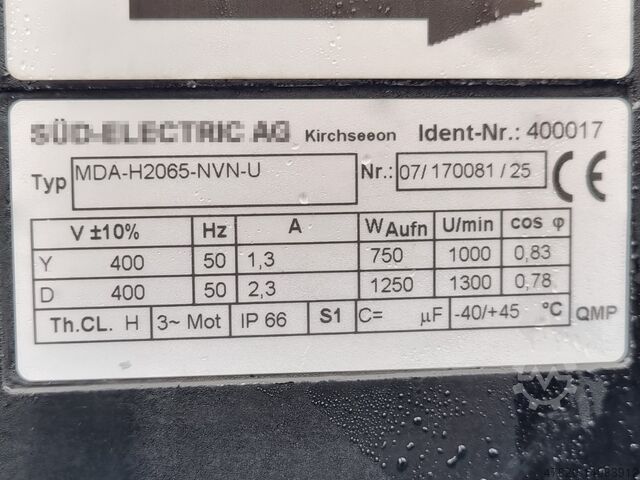 SÜD-ELECTRIC AG Kirchseeon Ident-Nr.: 400017
Typ MDA-H2065-NVN-U Nr.: 07/170081/25 CE
V ±10% Hz A WAufn U/min cos φ
Y 400 50 1,3 750 1000 0,83
D 400 50 2,3 1250 1300 0,78
Th.CL. H 3~ Mot IP 66 S1 C= µF -40/+45 °C QMP